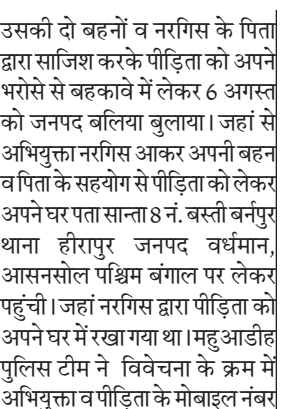 उसकी दो बहनों व नरगिस के पिता
द्वारा साजिश करके पीड़िता को अपने
भरोसे से बहकावे में लेकर 6 अगस्त
को जनपद बलिया बुलाया। जहां से
अभियुक्ता नरगिस आकर अपनी बहन
व पिता के सहयोग से पीड़िता को लेकर
अपने घर पता सान्ता 8 नं. बस्ती बर्नपुर
थाना हीरापुर जनपद वर्धमान,
आसनसोल पश्चिम बंगाल पर लेकर
पहुंची। जहां नरगिस द्वारा पीड़िता को
अपने घर में रखा गया था। महुआडीह
पुलिस टीम ने विवेचना के क्रम में
अभियुक्ता व पीड़िता के मोबाइल नंबर